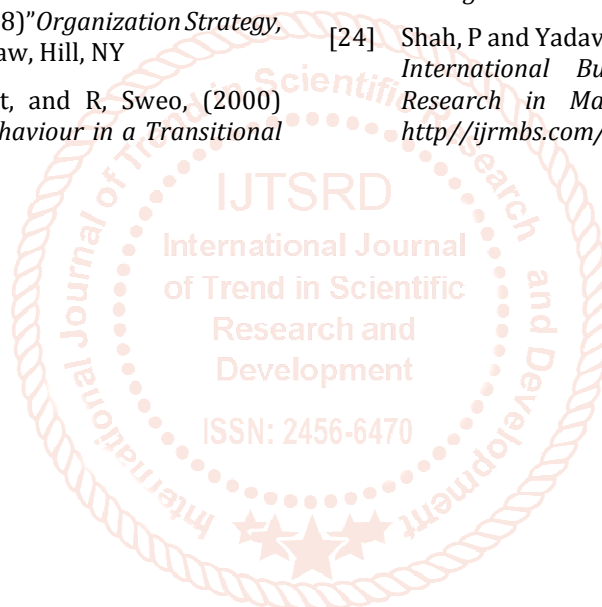 8)"Organization Strategy,
aw, Hill, NY
t, and R, Sweo, (2000)
haviour in a Transitional
[24] Shah, P and Yadav
International Bu
Research in Ma
http//ijrmbs.com/
International Journal of Trend in Scientific Research and Development
IJTSRD
International Journal
of Trend in Scientific
Research and
Development
ISSN: 2456-6470